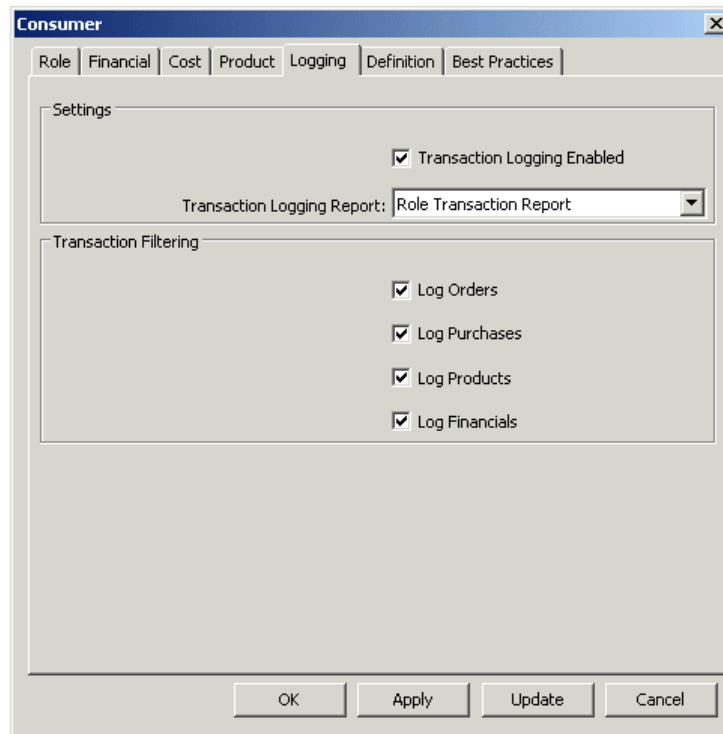 Consumer
Role Financial Cost Product Logging Definition Best Practices
Settings
Transaction Logging Enabled
Transaction Logging Report: Role Transaction Report
Transaction Filtering
Log Orders
Log Purchases
Log Products
Log Financials
OK Apply Update Cancel